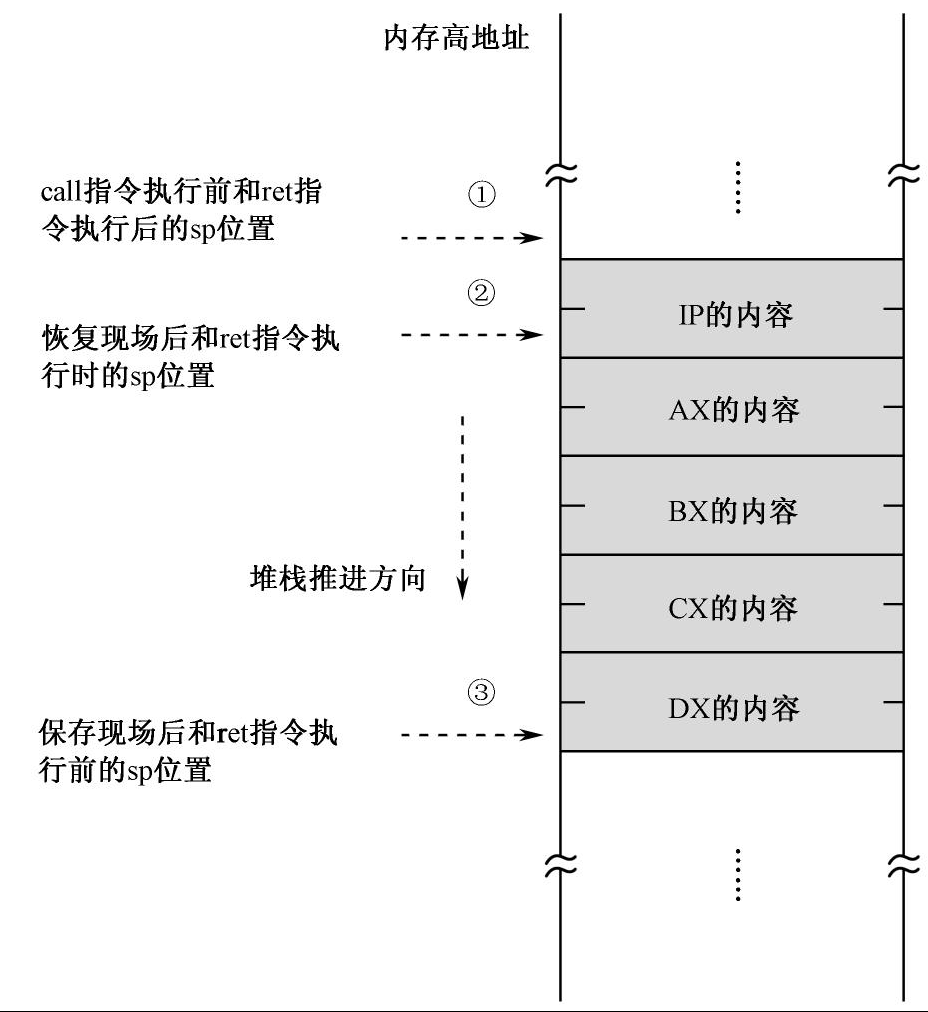 内存高地址
call指令执行前和ret指
令执行后的sp位置
①
②
IP的内容
恢复现场后和ret指令执
行时的sp位置
AX的内容
BX的内容
堆栈推进方向
CX的内容
③
DX的内容
保存现场后和ret指令执
行前的sp位置